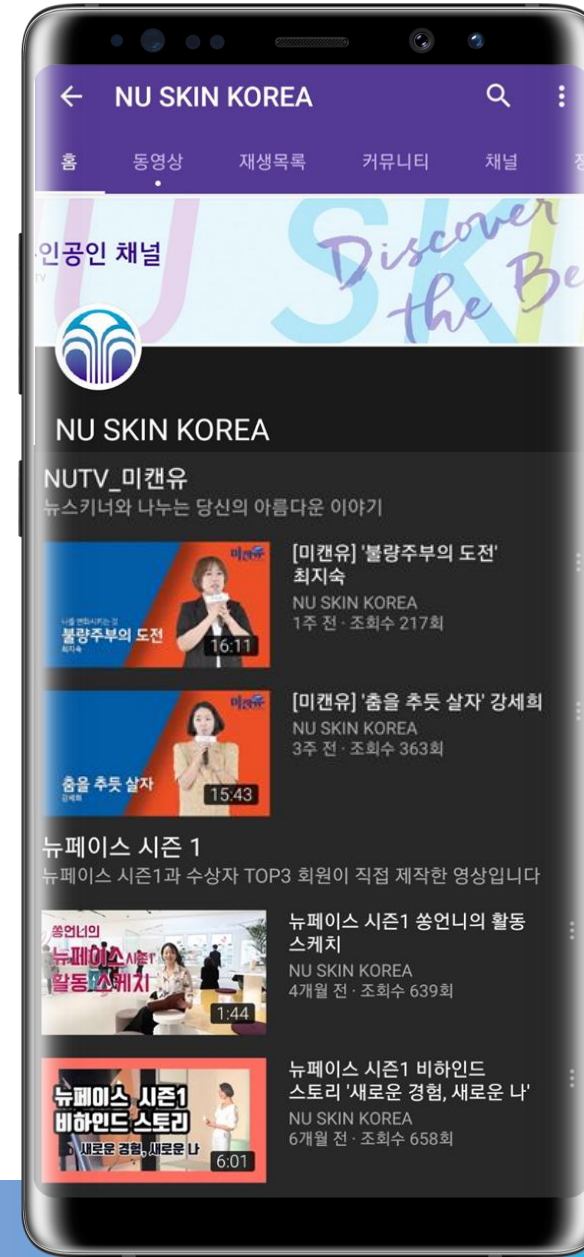 NU SKIN KOREA
홈 동영상 재생목록 커뮤니티 채널
인공인 채널
NU SKI
Discover
the Be
NU SKIN KOREA
NUTV_미캔유
뉴스키너와 나누는 당신의 아름다운 이야기
미캔유
나를 변화시키는 것
불량주부의 도전
최지숙
16:11
[미캔유] '불량주부의 도전'
최지숙
NU SKIN KOREA
1주 전 · 조회수 217회
미캔유
춤을 추듯 살자
강세희
15:43
[미캔유] '춤을 추듯 살자' 강세희
NU SKIN KOREA
3주 전 · 조회수 363회
뉴페이스 시즌 1
뉴페이스 시즌1과 수상자 TOP3 회원이 직접 제작한 영상입니다
쏭언니의
뉴페이스 시즌1
활동 스케치
1:44
뉴페이스 시즌1 쏭언니의 활동
스케치
NU SKIN KOREA
4개월 전 · 조회수 639회
뉴페이스 시즌1
비하인드 스토리
새로운 경험, 새로운 나
6:01
뉴페이스 시즌1 비하인드
스토리 '새로운 경험, 새로운 나'
NU SKIN KOREA
6개월 전 · 조회수 658회